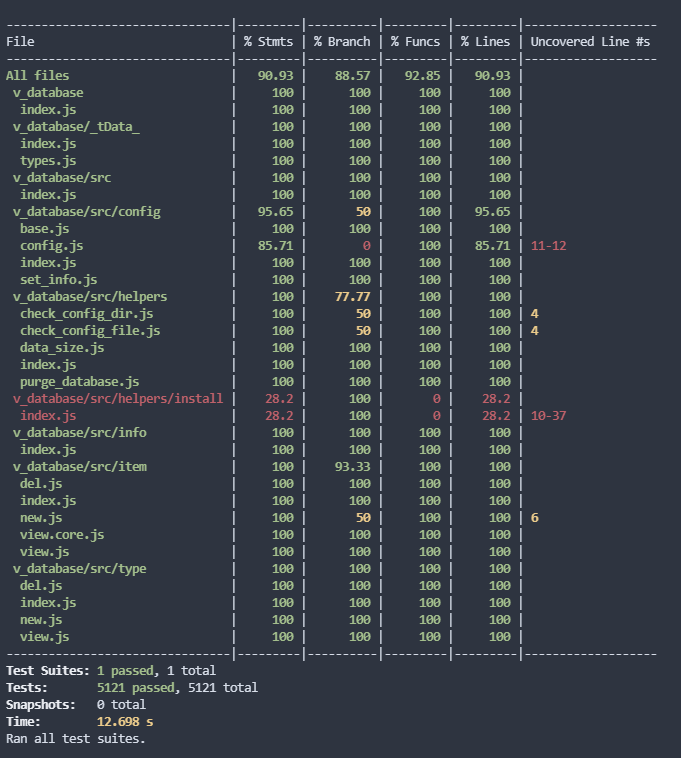 -------------------------------|---------|----------|---------|---------|-------------------
File                           | % Stmts | % Branch | % Funcs | % Lines | Uncovered Line #s
-------------------------------|---------|----------|---------|---------|-------------------
All files                      |   90.93 |    88.57 |   92.85 |   90.93 |
 v_database                    |     100 |      100 |     100 |     100 |
  index.js                     |     100 |      100 |     100 |     100 |
 v_database/_tData_            |     100 |      100 |     100 |     100 |
  index.js                     |     100 |      100 |     100 |     100 |
  types.js                     |     100 |      100 |     100 |     100 |
 v_database/src                |     100 |      100 |     100 |     100 |
  index.js                     |     100 |      100 |     100 |     100 |
 v_database/src/config         |   95.65 |       50 |     100 |   95.65 |
  base.js                      |     100 |      100 |     100 |     100 |
  config.js                    |   85.71 |        0 |     100 |   85.71 | 11-12
  index.js                     |     100 |      100 |     100 |     100 |
  set_info.js                  |     100 |      100 |     100 |     100 |
 v_database/src/helpers        |     100 |    77.77 |     100 |     100 |
  check_config_dir.js          |     100 |       50 |     100 |     100 | 4
  check_config_file.js         |     100 |       50 |     100 |     100 | 4
  data_size.js                 |     100 |      100 |     100 |     100 |
  index.js                     |     100 |      100 |     100 |     100 |
  purge_database.js            |     100 |      100 |     100 |     100 |
 v_database/src/helpers/install |    28.2 |      100 |       0 |    28.2 |
  index.js                     |    28.2 |      100 |       0 |    28.2 | 10-37
 v_database/src/info           |     100 |      100 |     100 |     100 |
  index.js                     |     100 |      100 |     100 |     100 |
 v_database/src/item           |     100 |    93.33 |     100 |     100 |
  del.js                       |     100 |      100 |     100 |     100 |
  index.js                     |     100 |      100 |     100 |     100 |
  new.js                       |     100 |       50 |     100 |     100 | 6
  view.core.js                 |     100 |      100 |     100 |     100 |
  view.js                      |     100 |      100 |     100 |     100 |
 v_database/src/type           |     100 |      100 |     100 |     100 |
  del.js                       |     100 |      100 |     100 |     100 |
  index.js                     |     100 |      100 |     100 |     100 |
  new.js                       |     100 |      100 |     100 |     100 |
  view.js                      |     100 |      100 |     100 |     100 |
-------------------------------|---------|----------|---------|---------|-------------------
Test Suites: 1 passed, 1 total
Tests:       5121 passed, 5121 total
Snapshots:   0 total
Time:        12.698 s
Ran all test suites.